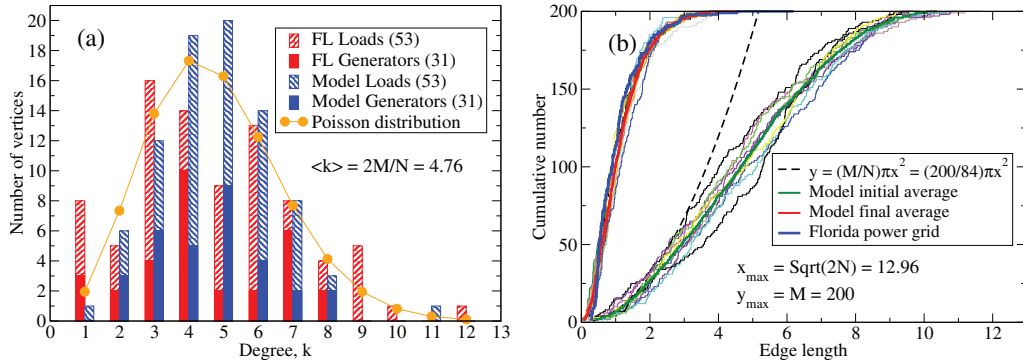 (a)
FL Loads (53)
FL Generators (31)
Model Loads (53)
Model Generators (31)
Poisson distribution
<k> = 2M/N = 4.76
Number of vertices
20
18
16
14
12
10
8
6
4
2
0
1 2 3 4 5 6 7 8 9 10 11 12 13
Degree, k
(b)
y = (M/N)πx² = (200/84)πx²
Model initial average
Model final average
Florida power grid
x_max = Sqrt(2N) = 12.96
y_max = M = 200
Cumulative number
200
150
100
50
0
0 2 4 6 8 10 12
Edge length